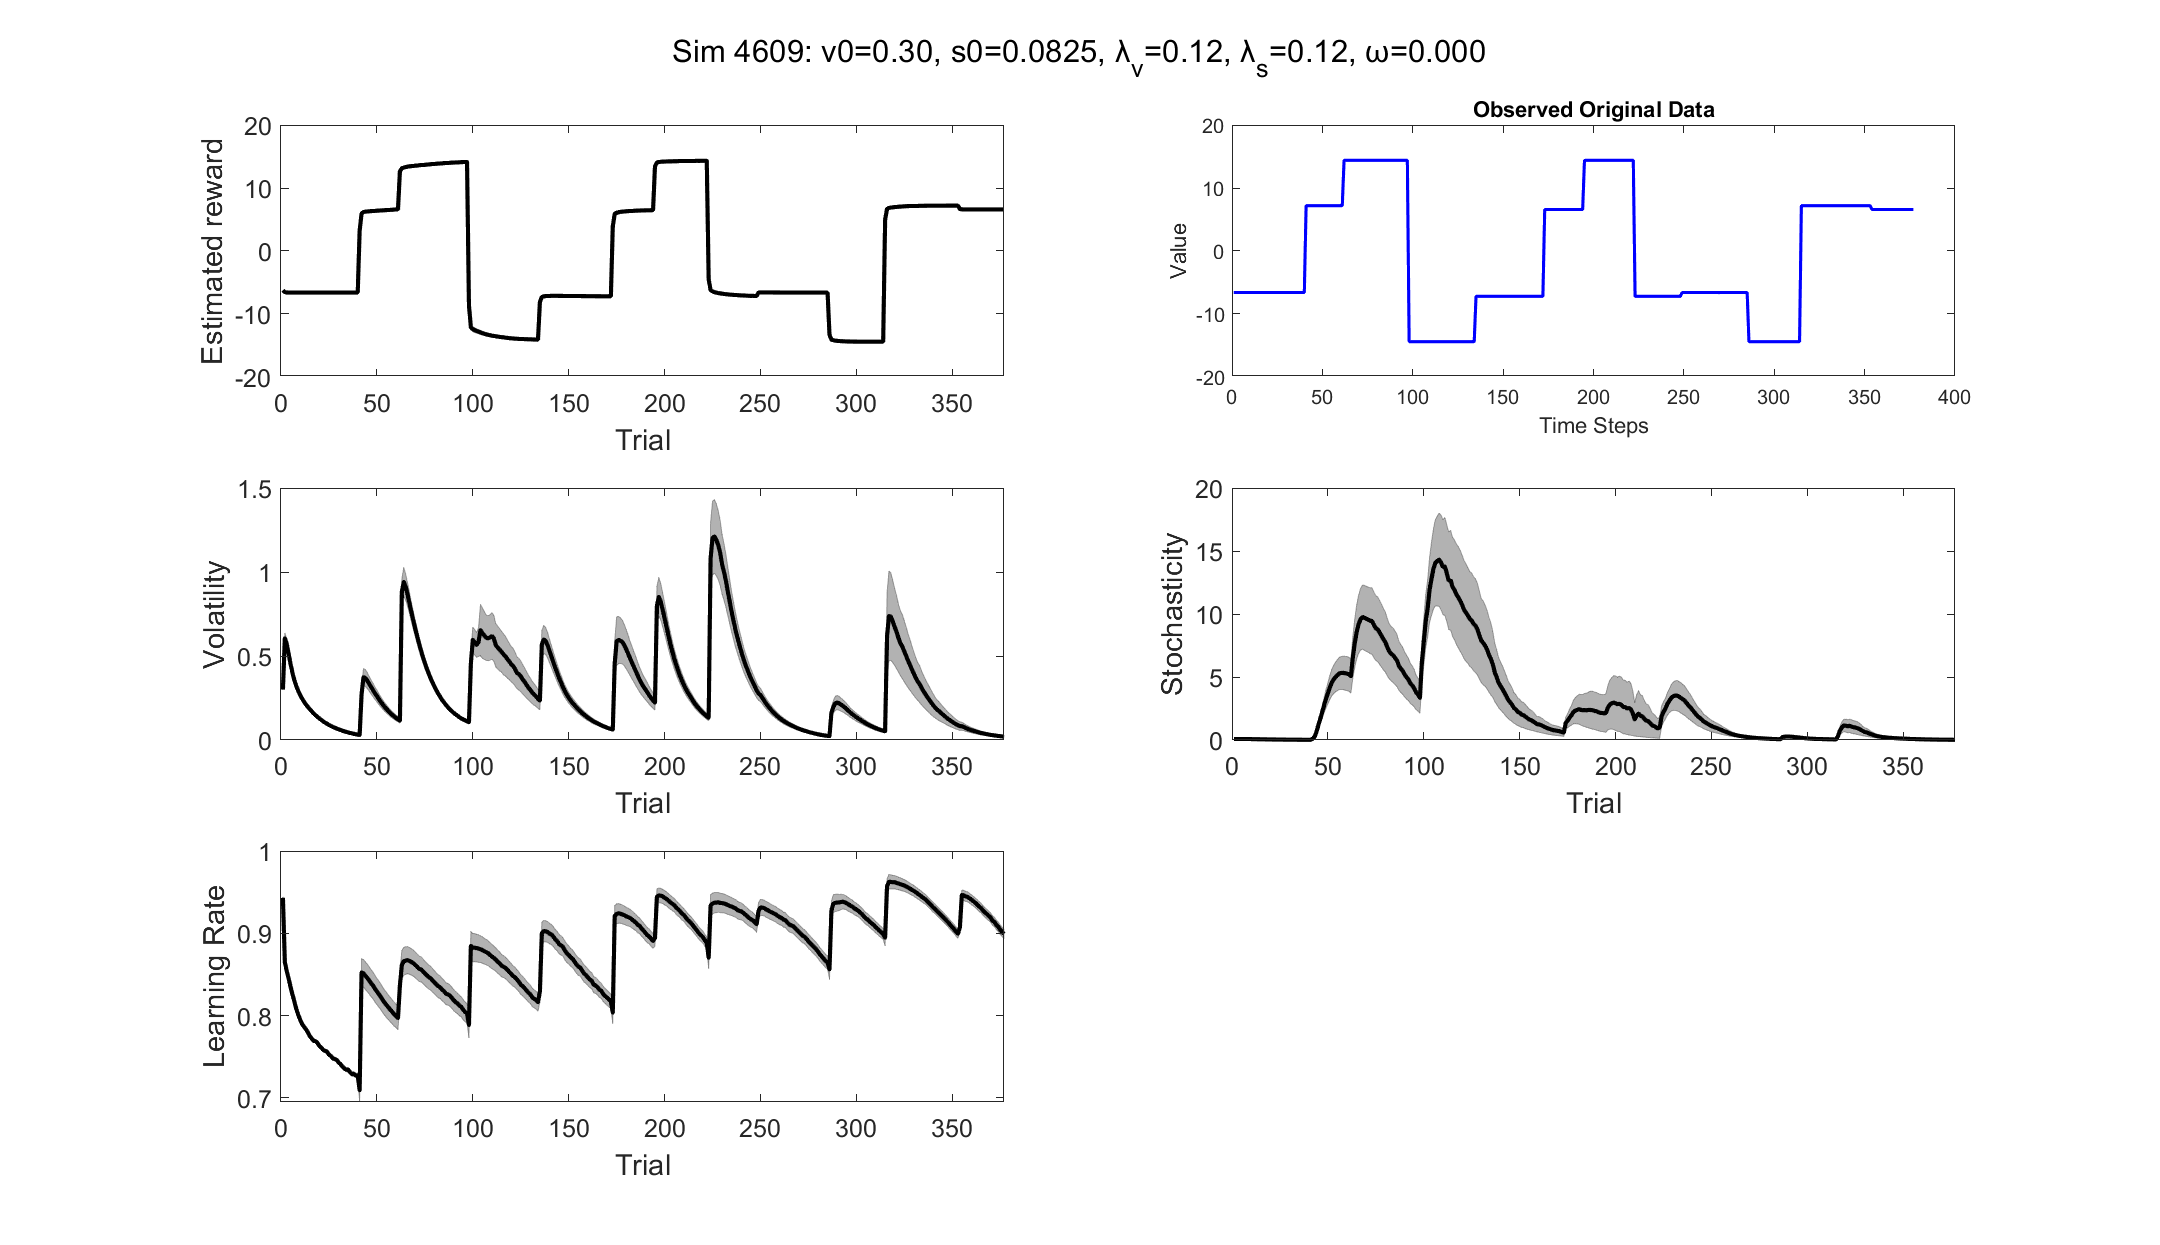 Sim 4609: v0=0.30, s0=0.0825, λv=0.12, λs=0.12, ω=0.000
Estimated reward
20
10
0
-10
-20
0 50 100 150 200 250 300 350
Trial
Observed Original Data
Value
20
10
0
-10
-20
0 50 100 150 200 250 300 350 400
Time Steps
Volatility
1.5
1
0.5
0
0 50 100 150 200 250 300 350
Trial
Stochasticity
20
15
10
5
0
0 50 100 150 200 250 300 350
Trial
Learning Rate
1
0.9
0.8
0.7
0 50 100 150 200 250 300 350
Trial